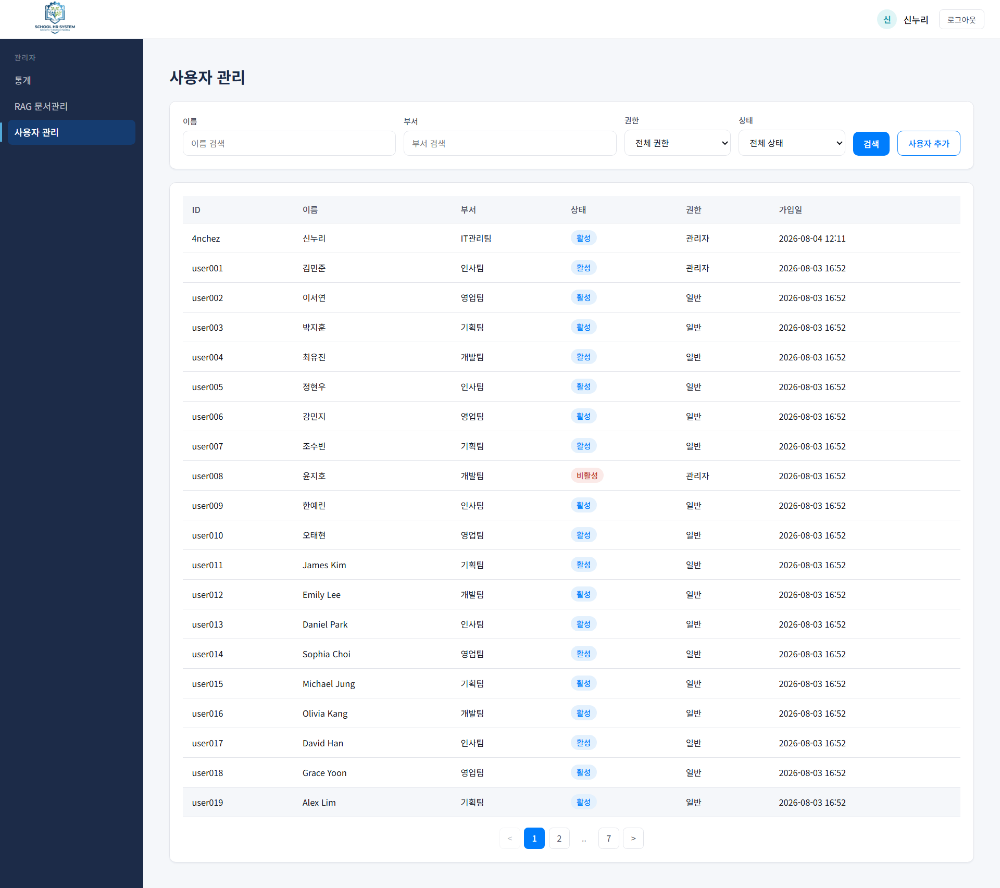 SCHOOL HR SYSTEM
GROWTH THROUGH PEOPLE
신 신누리 로그아웃
관리자
통계
RAG 문서관리
사용자 관리
사용자 관리
이름 부서 권한 상태
이름 검색 부서 검색 전체 권한 전체 상태 검색 사용자 추가
ID 이름 부서 상태 권한 가입일
4nchez 신누리 IT관리팀 활성 관리자 2026-08-04 12:11
user001 김민준 인사팀 활성 관리자 2026-08-03 16:52
user002 이서연 영업팀 활성 일반 2026-08-03 16:52
user003 박지훈 기획팀 활성 일반 2026-08-03 16:52
user004 최유진 개발팀 활성 일반 2026-08-03 16:52
user005 정현우 인사팀 활성 일반 2026-08-03 16:52
user006 강민지 영업팀 활성 일반 2026-08-03 16:52
user007 조수빈 기획팀 활성 일반 2026-08-03 16:52
user008 윤지호 개발팀 비활성 관리자 2026-08-03 16:52
user009 한예린 인사팀 활성 일반 2026-08-03 16:52
user010 오태현 영업팀 활성 일반 2026-08-03 16:52
user011 James Kim 기획팀 활성 일반 2026-08-03 16:52
user012 Emily Lee 개발팀 활성 일반 2026-08-03 16:52
user013 Daniel Park 인사팀 활성 일반 2026-08-03 16:52
user014 Sophia Choi 영업팀 활성 일반 2026-08-03 16:52
user015 Michael Jung 기획팀 활성 일반 2026-08-03 16:52
user016 Olivia Kang 개발팀 활성 일반 2026-08-03 16:52
user017 David Han 인사팀 활성 일반 2026-08-03 16:52
user018 Grace Yoon 영업팀 활성 일반 2026-08-03 16:52
user019 Alex Lim 기획팀 활성 일반 2026-08-03 16:52
< 1 2 .. 7 >